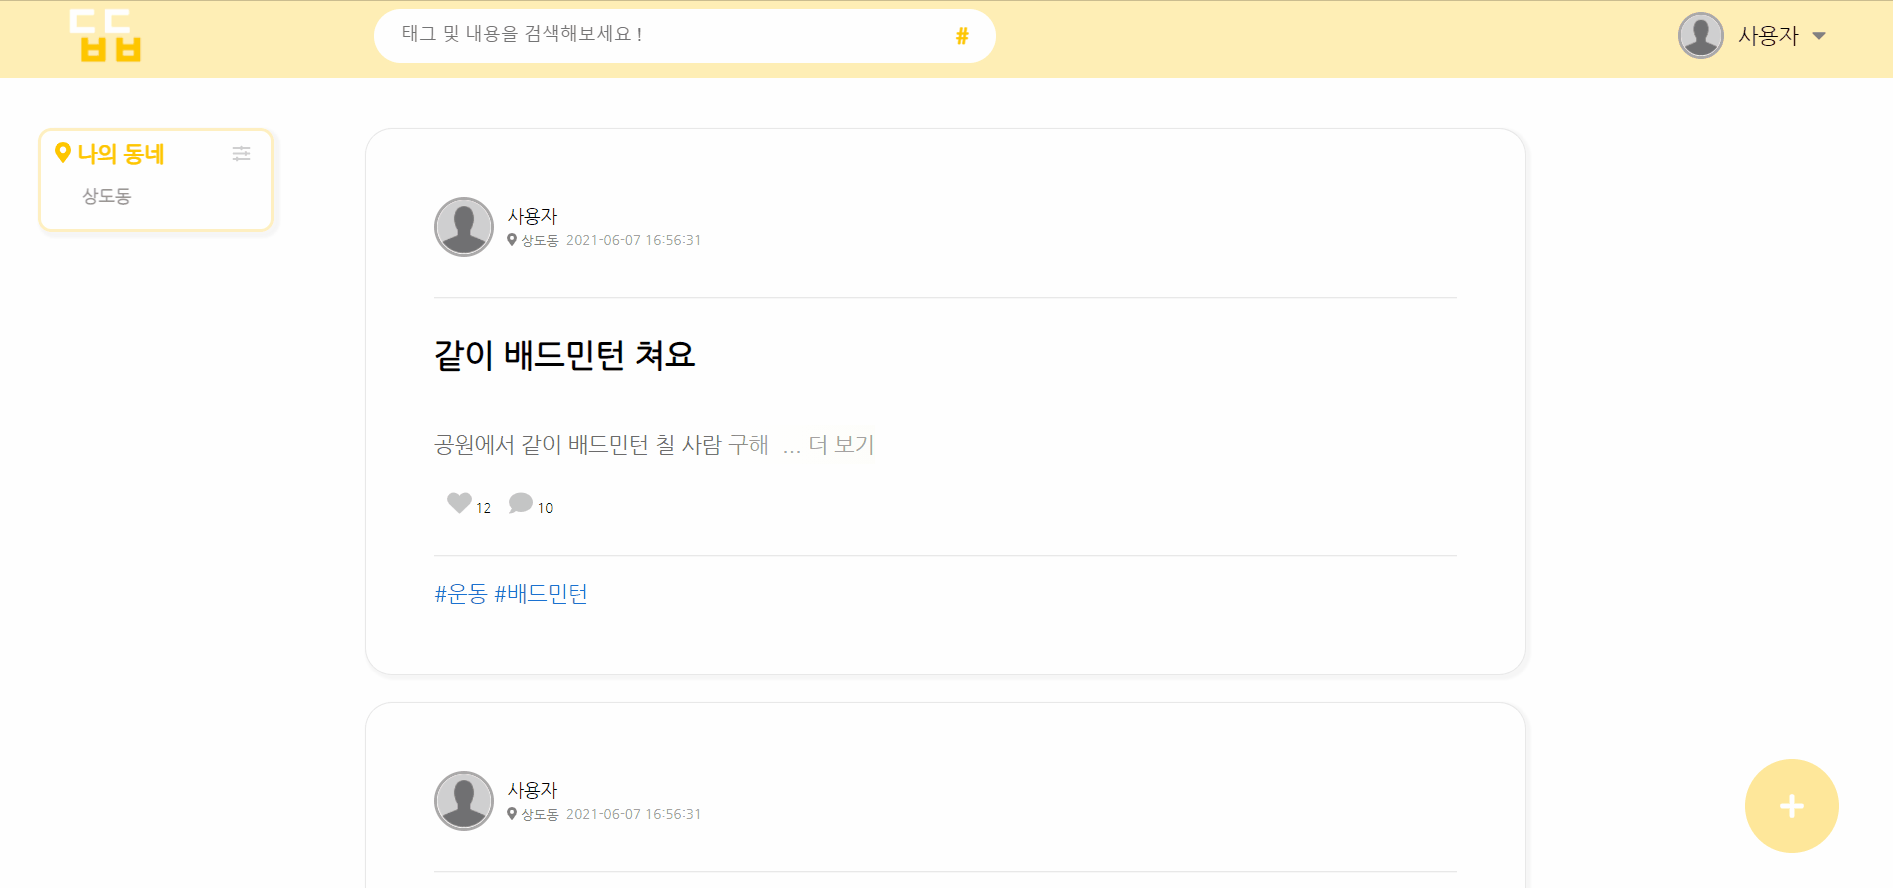 뜹뜹
태그 및 내용을 검색해보세요 !
#
사용자
나의 동네
상도동
사용자
상도동 2021-06-07 16:56:31
같이 배드민턴 쳐요
공원에서 같이 배드민턴 칠 사람 구해 ... 더 보기
12 10
#운동 #배드민턴
사용자
상도동 2021-06-07 16:56:31
+